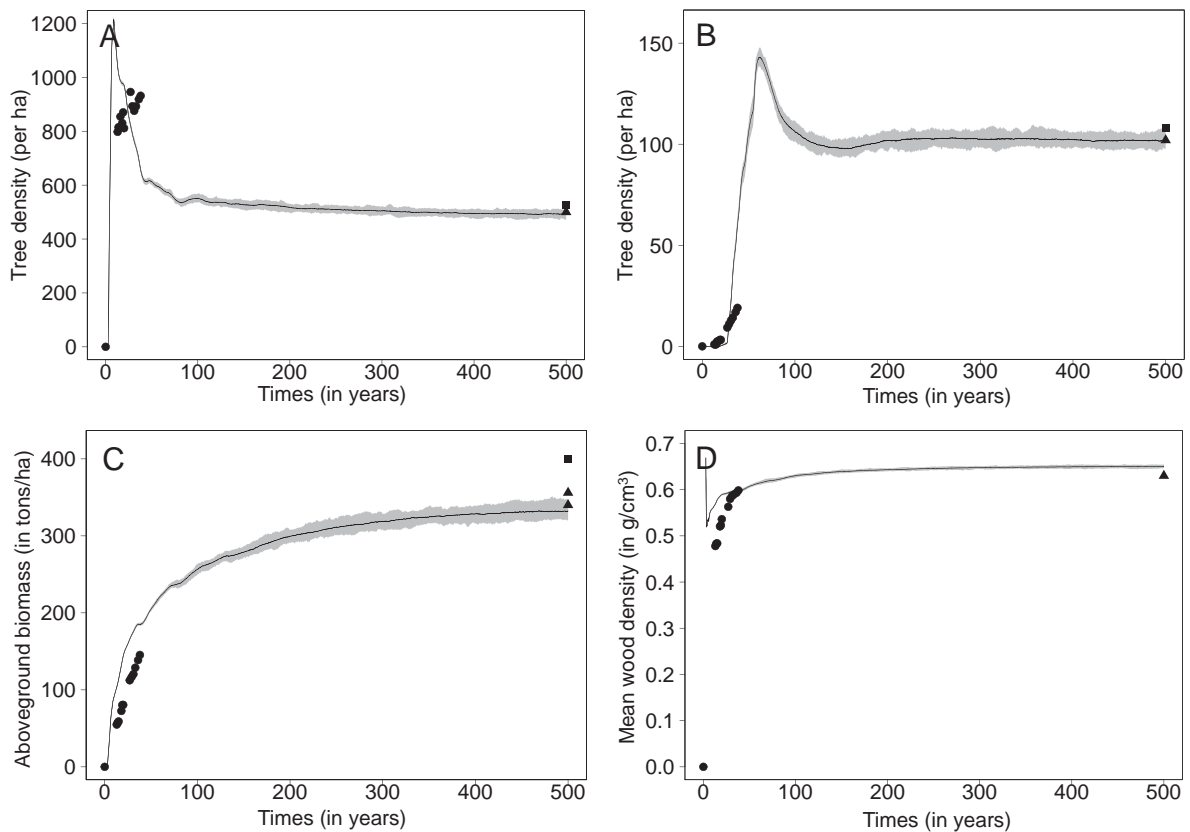 A
Tree density (per ha)
1200
1000
800
600
400
200
0
0 100 200 300 400 500
Times (in years)
B
Tree density (per ha)
150
100
50
0
0 100 200 300 400 500
Times (in years)
C
Aboveground biomass (in tons/ha)
400
300
200
100
0
0 100 200 300 400 500
Times (in years)
D
Mean wood density (in g/cm³)
0.7
0.6
0.5
0.4
0.3
0.2
0.1
0.0
0 100 200 300 400 500
Times (in years)